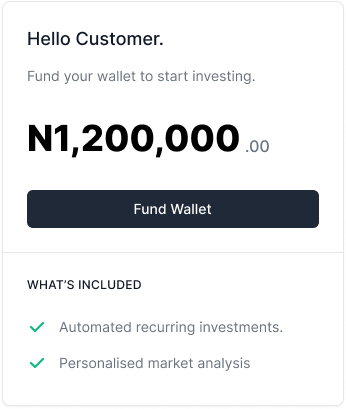 Hello Customer.
Fund your wallet to start investing.
N1,200,000 .00
Fund Wallet
WHAT’S INCLUDED
Automated recurring investments.
Personalised market analysis